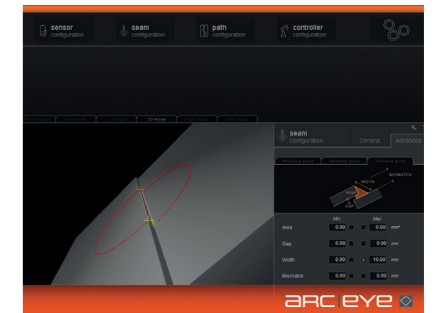 sensor
configuration
seam
configuration
path
configuration
controller
configuration
3D Model
seam
configuration
General
Advanced
WIDTH
MISMATCH
Min
Max
Area
0.00
0.00
mm²
Gap
0.00
0.00
mm
Width
0.00
10.00
mm
Mismatch
0.00
0.00
mm
arc eye